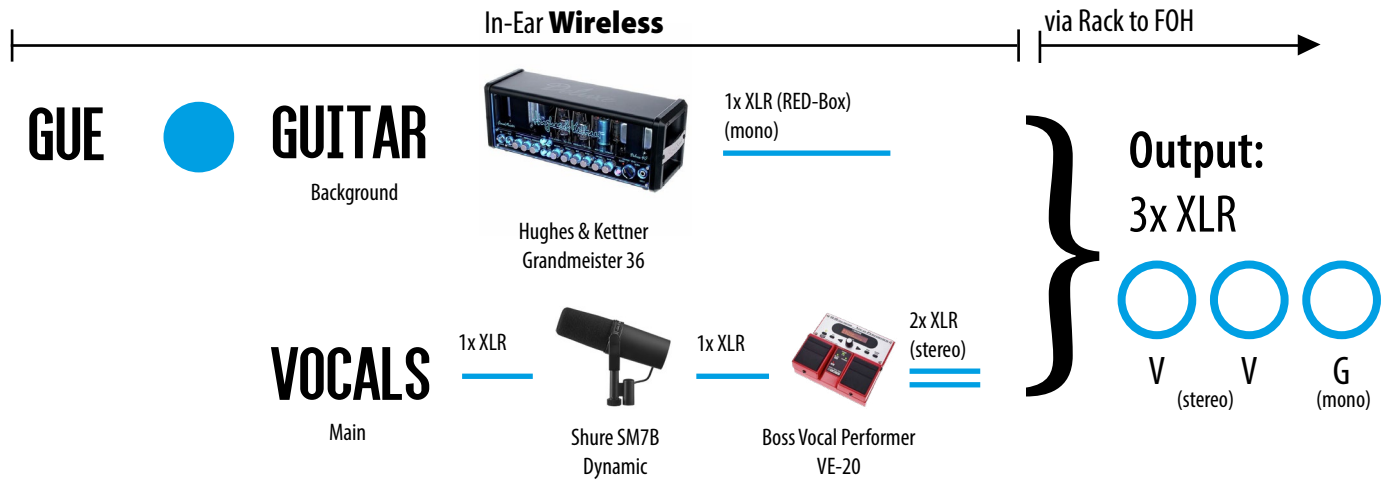 In-Ear Wireless
via Rack to FOH
GUE
GUITAR
Background
1x XLR (RED-Box)
(mono)
Hughes & Kettner
Grandmeister 36
Output:
3x XLR
V
V
G
(stereo)
(mono)
VOCALS
Main
1x XLR
1x XLR
2x XLR
(stereo)
Shure SM7B
Dynamic
Boss Vocal Performer
VE-20